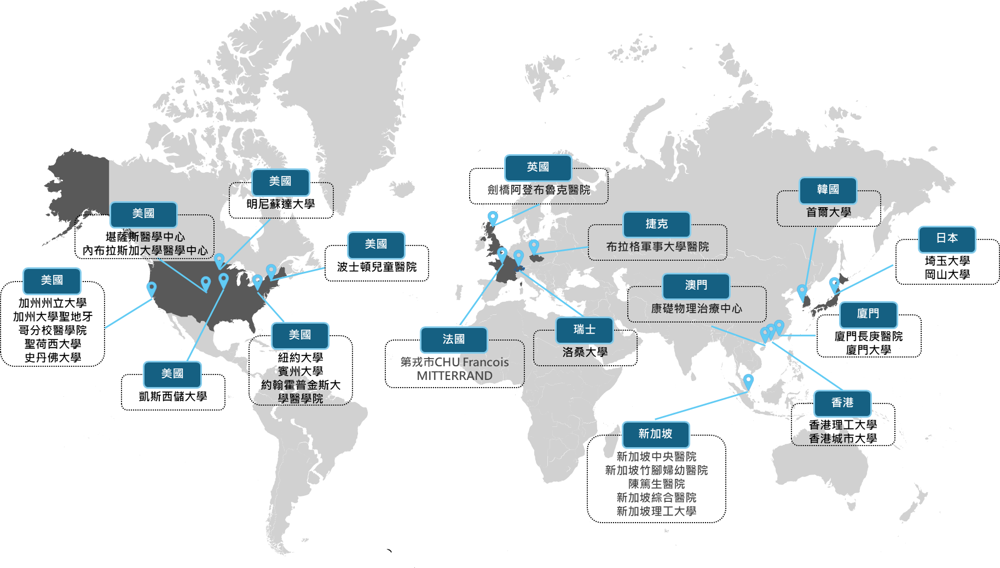 美國
明尼蘇達大學
美國
堪薩斯醫學中心
內布拉斯加大學醫學中心
美國
波士頓兒童醫院
美國
加州州立大學
加州大學聖地牙
哥分校醫學院
聖荷西大學
史丹佛大學
美國
凱斯西儲大學
美國
紐約大學
賓州大學
約翰霍普金斯大
學醫學院
英國
劍橋阿登布魯克醫院
捷克
布拉格軍事大學醫院
法國
第戎市CHU Francois
MITTERRAND
瑞士
洛桑大學
澳門
康礎物理治療中心
韓國
首爾大學
日本
埼玉大學
岡山大學
廈門
廈門長庚醫院
廈門大學
香港
香港理工大學
香港城市大學
新加坡
新加坡中央醫院
新加坡竹腳婦幼醫院
陳篤生醫院
新加坡綜合醫院
新加坡理工大學